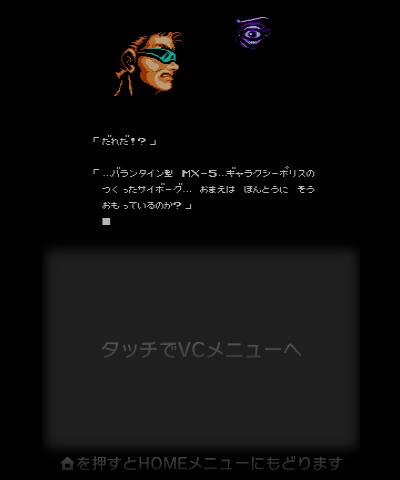 「だれだ!?」
「…バランタイン型 MX-5…ギャラクシーポリスの
つくったサイボーグ… おまえは ほんとうに そう
おもっているのか?」
タッチでVCメニューへ
を押すとHOMEメニューにもどります